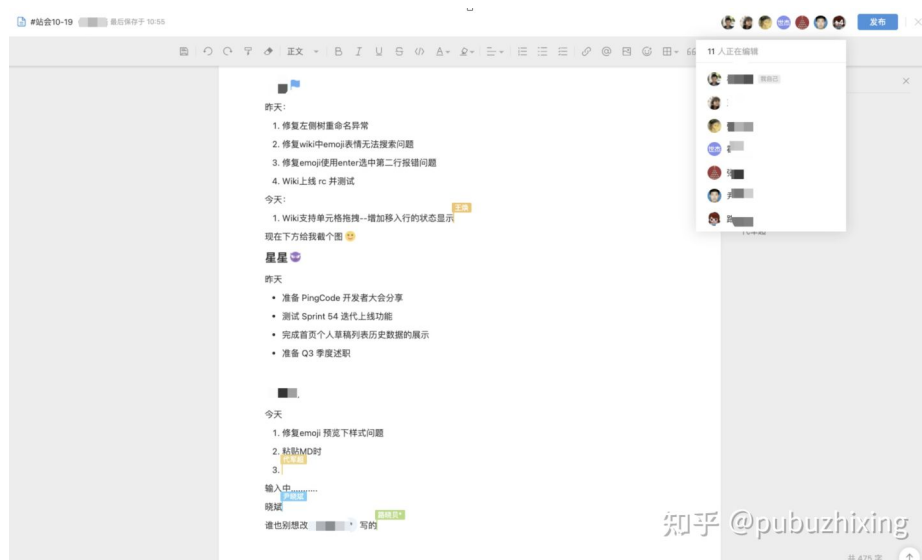 #站会10-19 最后保存于 10:55
发布
正文
11 人正在编辑
昨天:
1. 修复左侧树重命名异常
2. 修复wiki中emoji表情无法搜索问题
3. 修复emoji使用enter选中第二行报错问题
4. Wiki上线 rc 并测试
今天:
1. Wiki支持单元格拖拽--增加移入行的状态显示
现在下方给我截个图
星星
昨天
准备 PingCode 开发者大会分享
测试 Sprint 54 迭代上线功能
完成首页个人草稿列表历史数据的展示
准备 Q3 季度述职
今天
1. 修复emoji 预览下样式问题
2. 粘贴MD时
3.
输入中...........
晓斌
谁也别想改 写的
知乎 @pubuzhixing
共 475 字